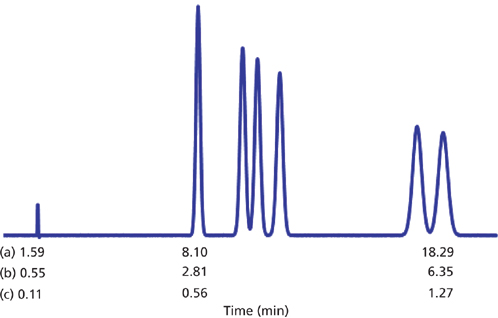 (a) 1.59 8.10 18.29
(b) 0.55 2.81 6.35
(c) 0.11 0.56 1.27
Time (min)